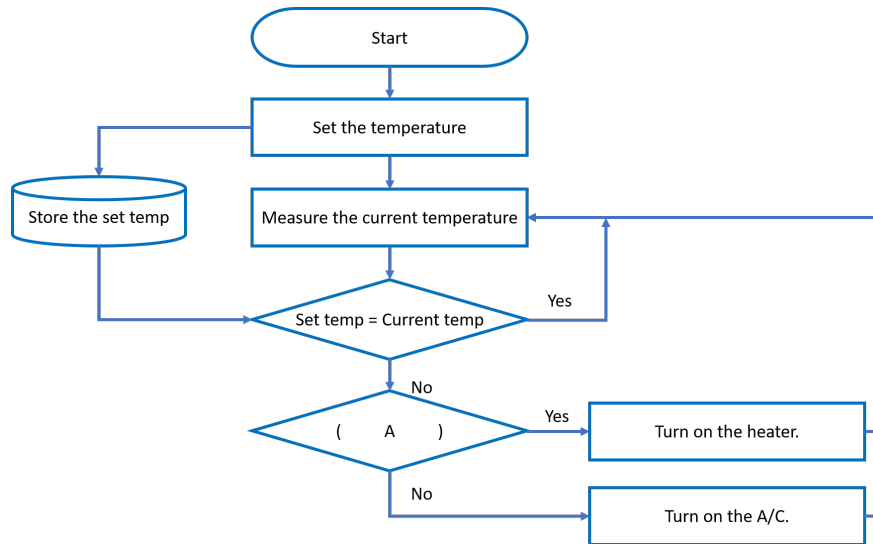 Start
Set the temperature
Store the set temp
Measure the current temperature
Set temp = Current temp
Yes
No
( A )
Yes
Turn on the heater.
No
Turn on the A/C.